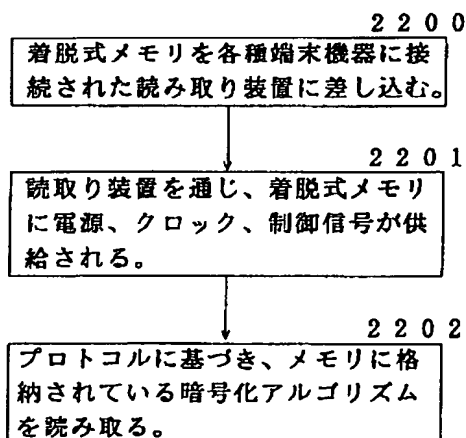 2200
着脱式メモリを各種端末機器に接
続された読み取り装置に差し込む。
2201
読取り装置を通じ、着脱式メモリ
に電源、クロック、制御信号が供
給される。
2202
プロトコルに基づき、メモリに格
納されている暗号化アルゴリズム
を読み取る。